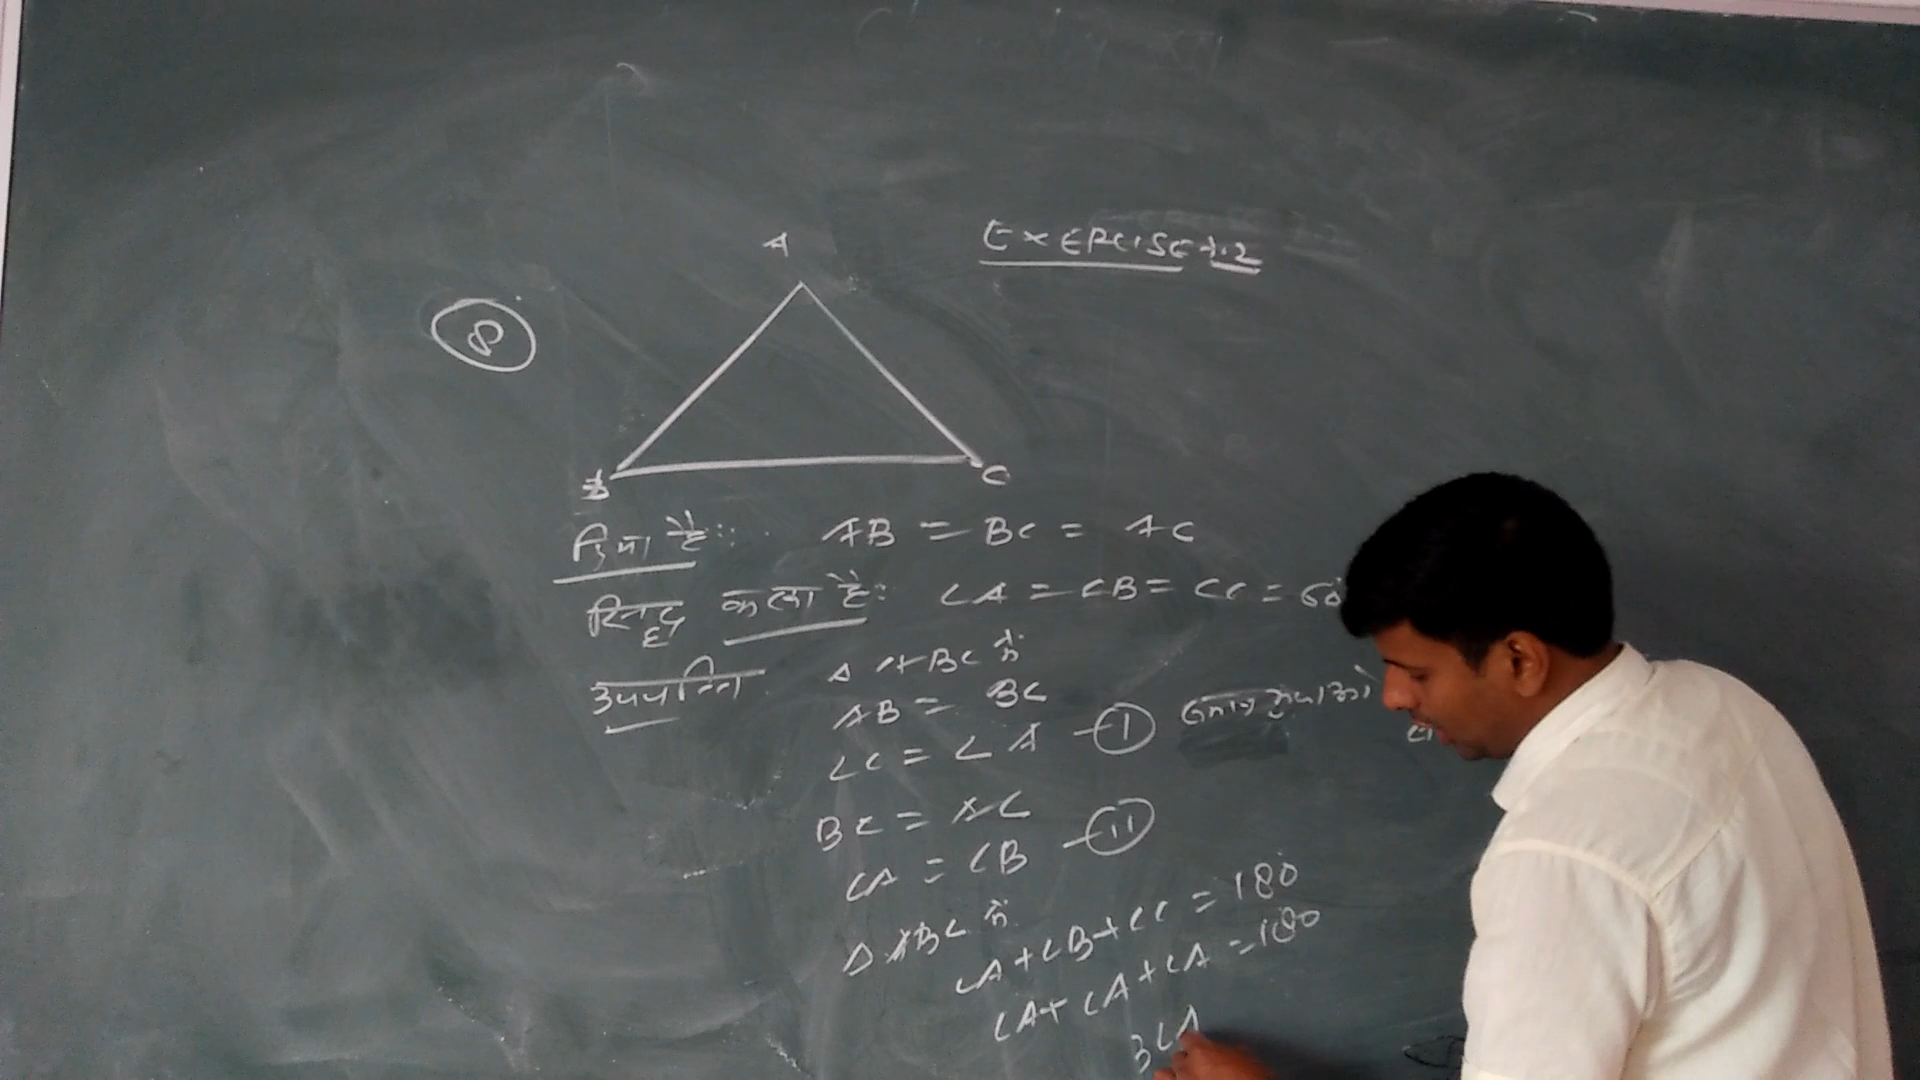 EXERCISE 7.2
8
A
B C
दिया है:: AB = BC = AC
सिद्ध करना है: ∠A = ∠B = ∠C = 60°
उपपत्ति Δ ABC में
AB = BC
∠C = ∠A -(I)
BC = AC
∠A = ∠B -(II)
Δ ABC में
∠A+∠B+∠C = 180
∠A+∠A+∠A = 180
3∠A